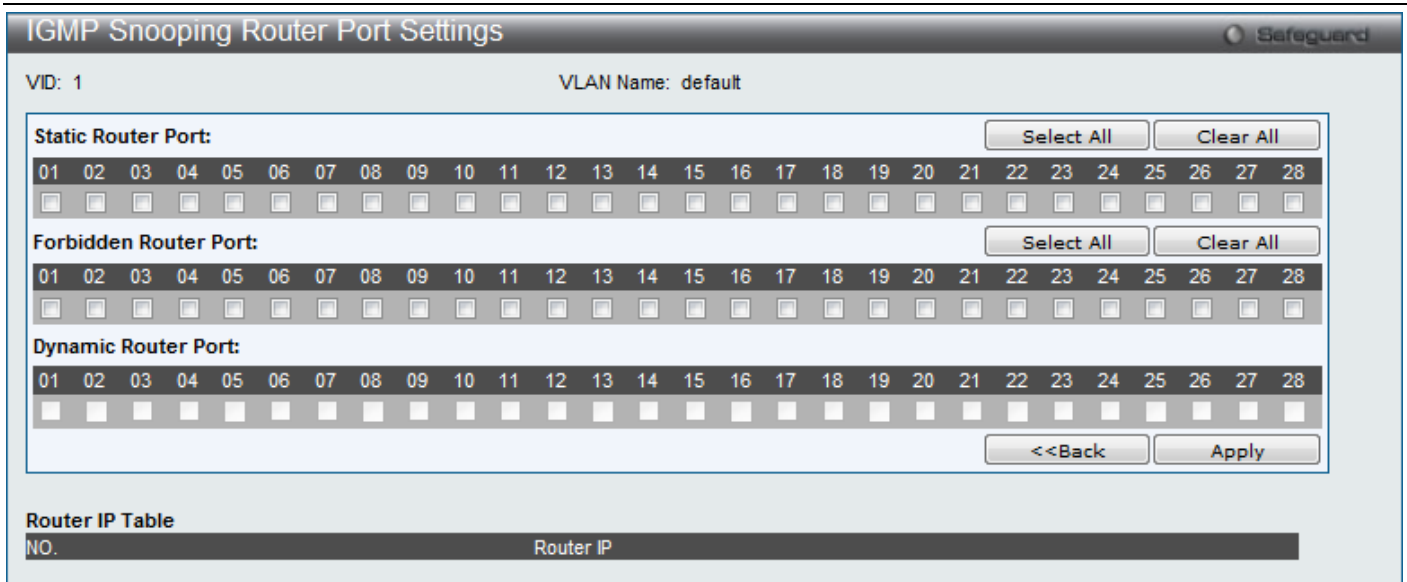 IGMP Snooping Router Port Settings Safeguard
VID: 1 VLAN Name: default
Static Router Port: Select All Clear All
01 02 03 04 05 06 07 08 09 10 11 12 13 14 15 16 17 18 19 20 21 22 23 24 25 26 27 28
Forbidden Router Port: Select All Clear All
01 02 03 04 05 06 07 08 09 10 11 12 13 14 15 16 17 18 19 20 21 22 23 24 25 26 27 28
Dynamic Router Port:
01 02 03 04 05 06 07 08 09 10 11 12 13 14 15 16 17 18 19 20 21 22 23 24 25 26 27 28
<<Back Apply
Router IP Table
NO. Router IP